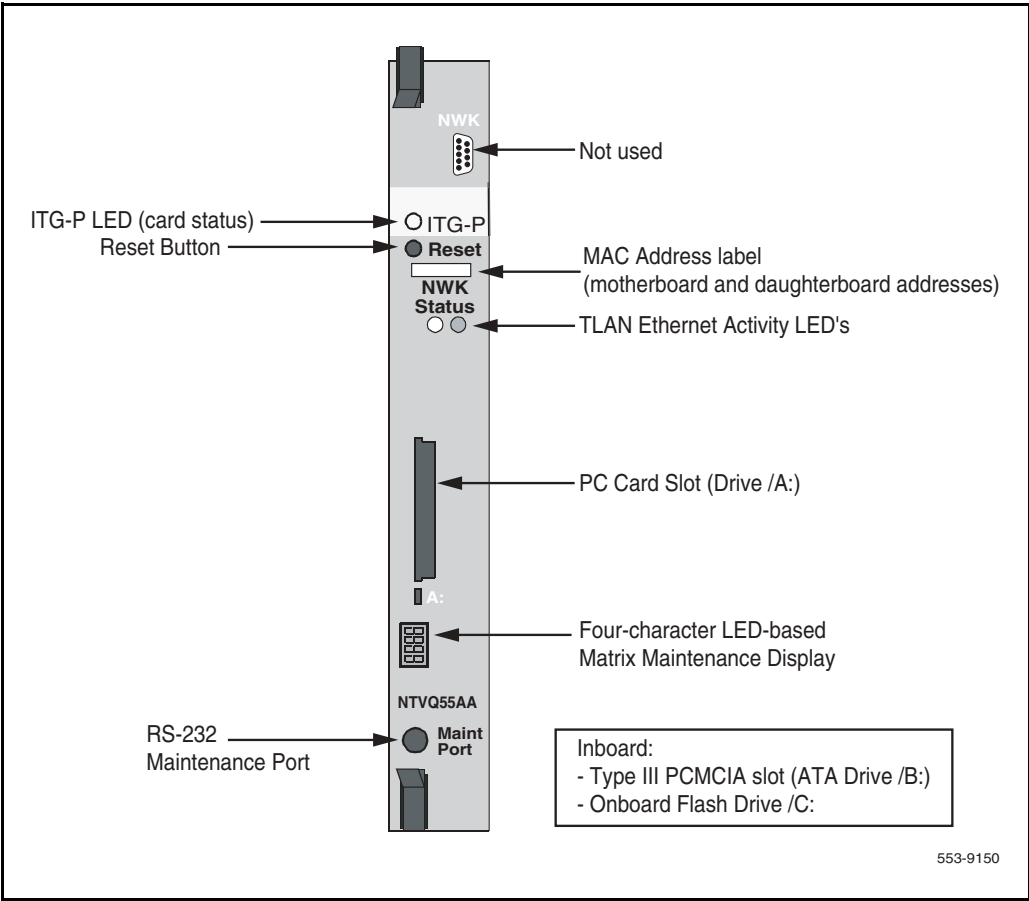 NWK
Not used
ITG-P LED (card status)
ITG-P
Reset Button
Reset
MAC Address label
(motherboard and daughterboard addresses)
NWK
Status
TLAN Ethernet Activity LED's
PC Card Slot (Drive /A:)
A:
Four-character LED-based
Matrix Maintenance Display
NTVQ55AA
RS-232
Maintenance Port
Maint
Port
Inboard:
- Type III PCMCIA slot (ATA Drive /B:)
- Onboard Flash Drive /C:
553-9150